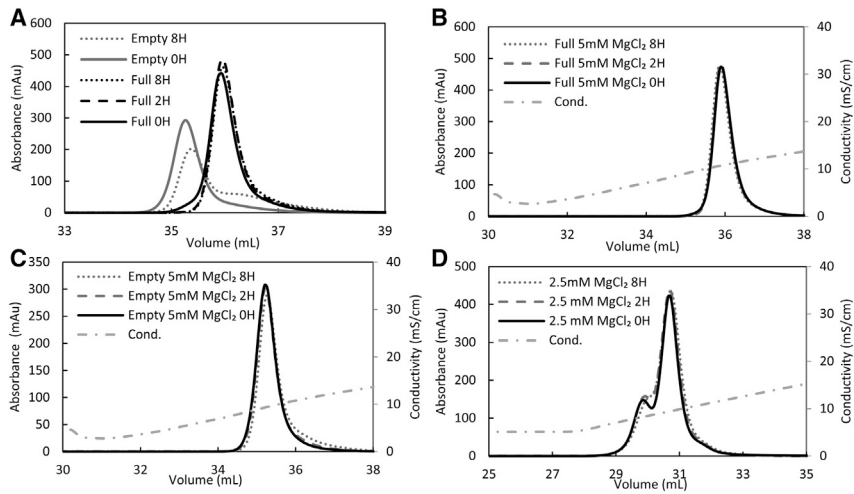 A
600
500
400
300
200
100
0
Absorbance (mAu)
Empty 8H
Empty 0H
Full 8H
Full 2H
Full 0H
33 35 37 39
Volume (mL)
B
600
500
400
300
200
100
0
Absorbance (mAu)
Full 5mM MgCl₂ 8H
Full 5mM MgCl₂ 2H
Full 5mM MgCl₂ 0H
Cond.
40
30
20
10
0
Conductivity (mS/cm)
30 32 34 36 38
Volume (mL)
C
350
300
250
200
150
100
50
0
Absorbance (mAu)
Empty 5mM MgCl₂ 8H
Empty 5mM MgCl₂ 2H
Empty 5mM MgCl₂ 0H
Cond.
40
30
20
10
0
Conductivity (mS/cm)
30 32 34 36 38
Volume (mL)
D
500
400
300
200
100
0
Absorbance (mAu)
2.5mM MgCl₂ 8H
2.5mM MgCl₂ 2H
2.5 mM MgCl₂ 0H
Cond.
40
30
20
10
0
Conductivity (mS/cm)
25 27 29 31 33 35
Volume (mL)